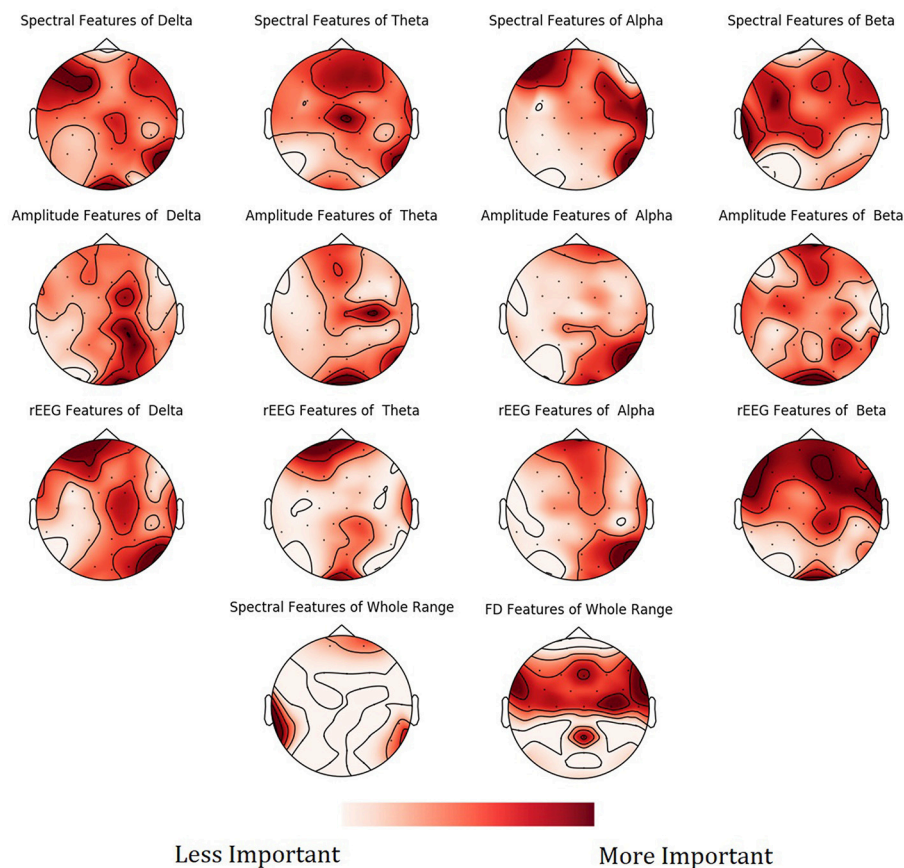 Spectral Features of Delta
Spectral Features of Theta
Spectral Features of Alpha
Spectral Features of Beta
Amplitude Features of Delta
Amplitude Features of Theta
Amplitude Features of Alpha
Amplitude Features of Beta
rEEG Features of Delta
rEEG Features of Theta
rEEG Features of Alpha
rEEG Features of Beta
Spectral Features of Whole Range
FD Features of Whole Range
Less Important
More Important